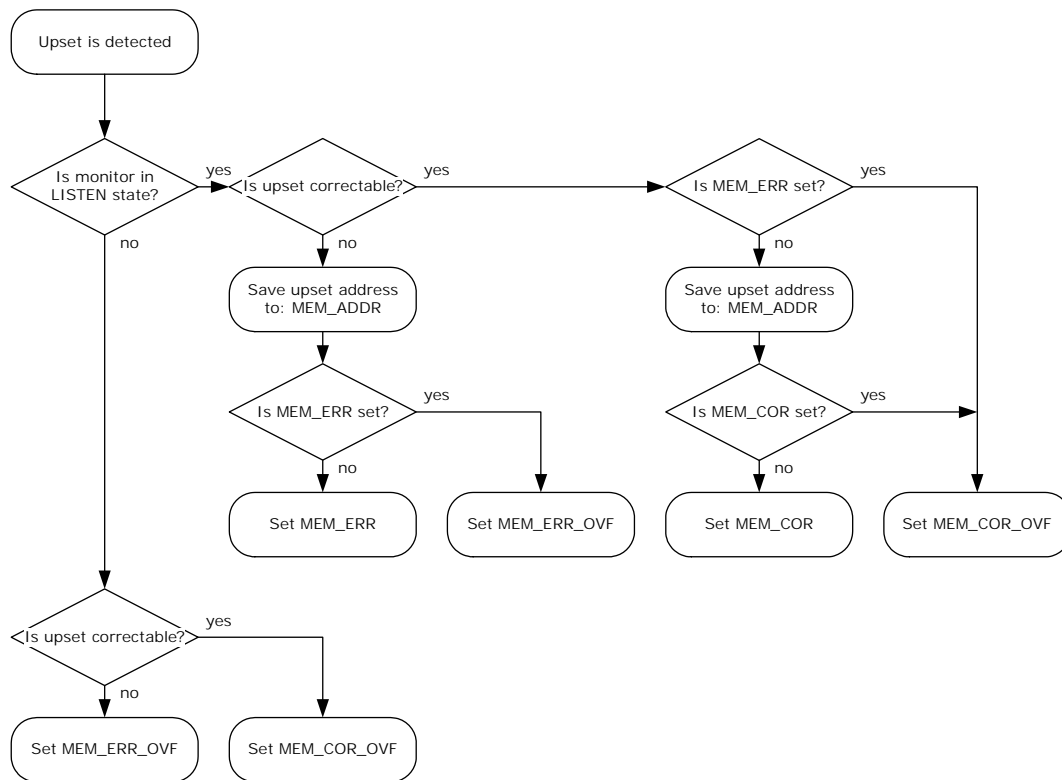 Upset is detected
Is monitor in
LISTEN state?
yes
no
Is upset correctable?
yes
no
Is MEM_ERR set?
yes
no
Save upset address
to: MEM_ADDR
Save upset address
to: MEM_ADDR
Is MEM_ERR set?
yes
no
Is MEM_COR set?
yes
no
Set MEM_ERR
Set MEM_ERR_OVF
Set MEM_COR
Set MEM_COR_OVF
Is upset correctable?
yes
no
Set MEM_ERR_OVF
Set MEM_COR_OVF